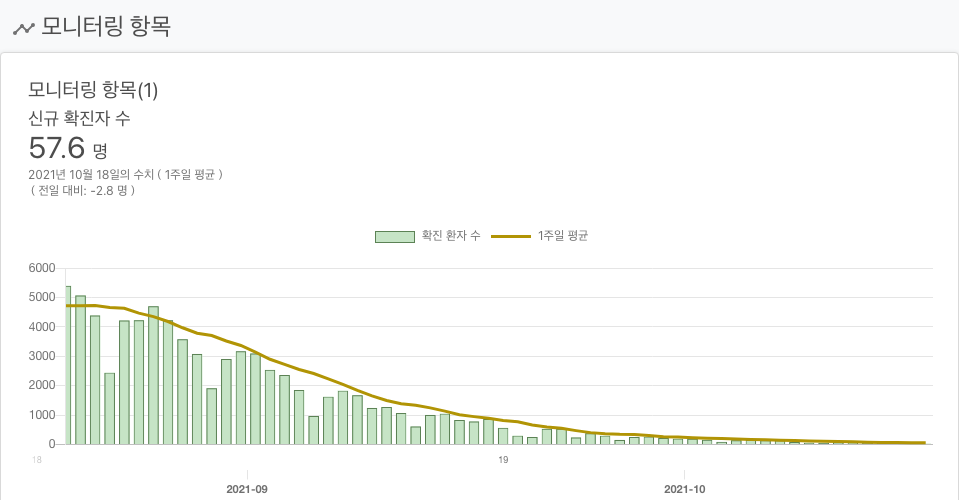 모니터링 항목
모니터링 항목(1)
신규 확진자 수
57.6 명
2021년 10월 18일의 수치 ( 1주일 평균 )
( 전일 대비: -2.8 명 )
확진 환자 수 1주일 평균
6000
5000
4000
3000
2000
1000
0
18 19
2021-09 2021-10